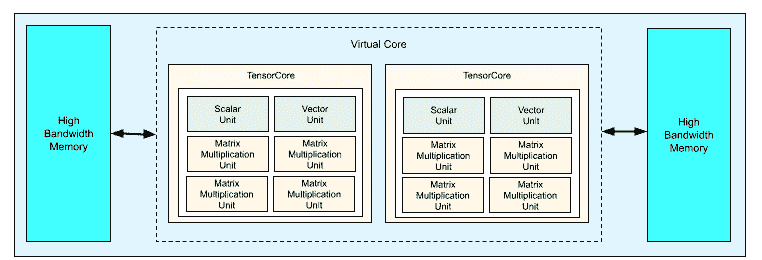 Virtual Core
High
Bandwidth
Memory
TensorCore
Scalar
Unit
Vector
Unit
Matrix
Multiplication
Unit
Matrix
Multiplication
Unit
Matrix
Multiplication
Unit
Matrix
Multiplication
Unit
TensorCore
Scalar
Unit
Vector
Unit
Matrix
Multiplication
Unit
Matrix
Multiplication
Unit
Matrix
Multiplication
Unit
Matrix
Multiplication
Unit
High
Bandwidth
Memory